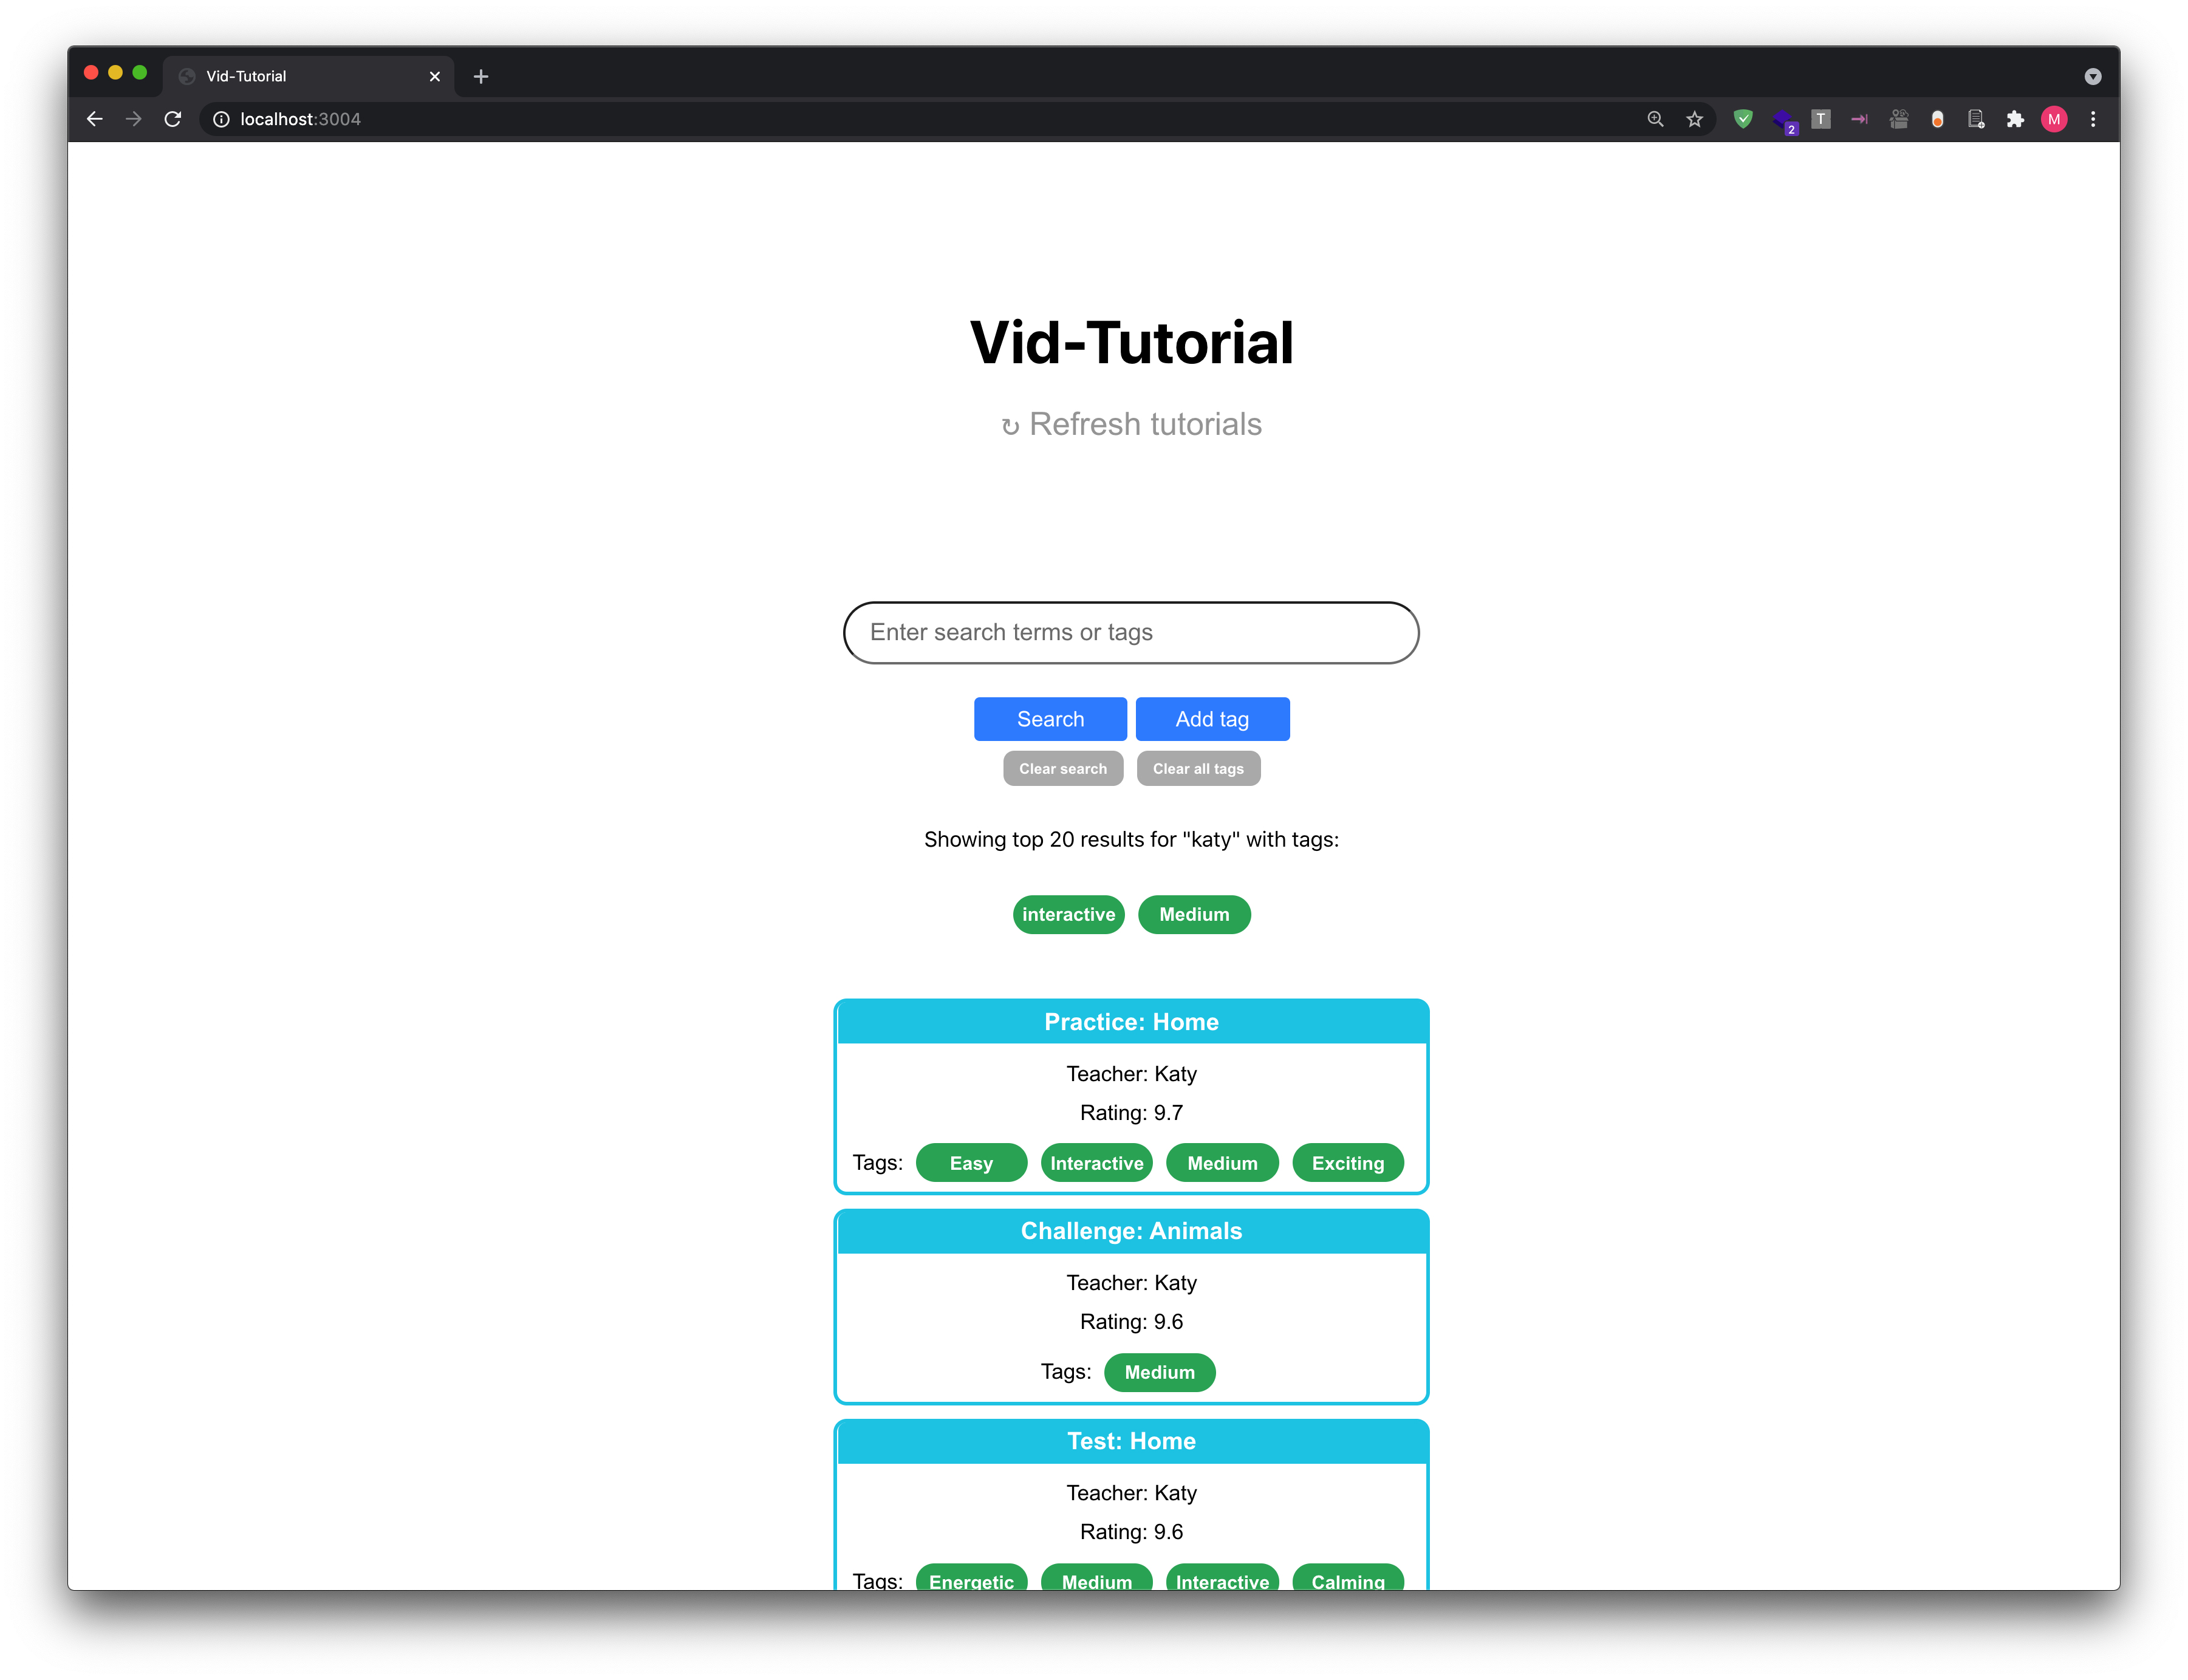 Vid-Tutorial
localhost:3004
2
T
M
Vid-Tutorial
↻ Refresh tutorials
Enter search terms or tags
Search Add tag
Clear search Clear all tags
Showing top 20 results for "katy" with tags:
interactive Medium
Practice: Home
Teacher: Katy
Rating: 9.7
Tags: Easy Interactive Medium Exciting
Challenge: Animals
Teacher: Katy
Rating: 9.6
Tags: Medium
Test: Home
Teacher: Katy
Rating: 9.6
Tags: Energetic Medium Interactive Calming